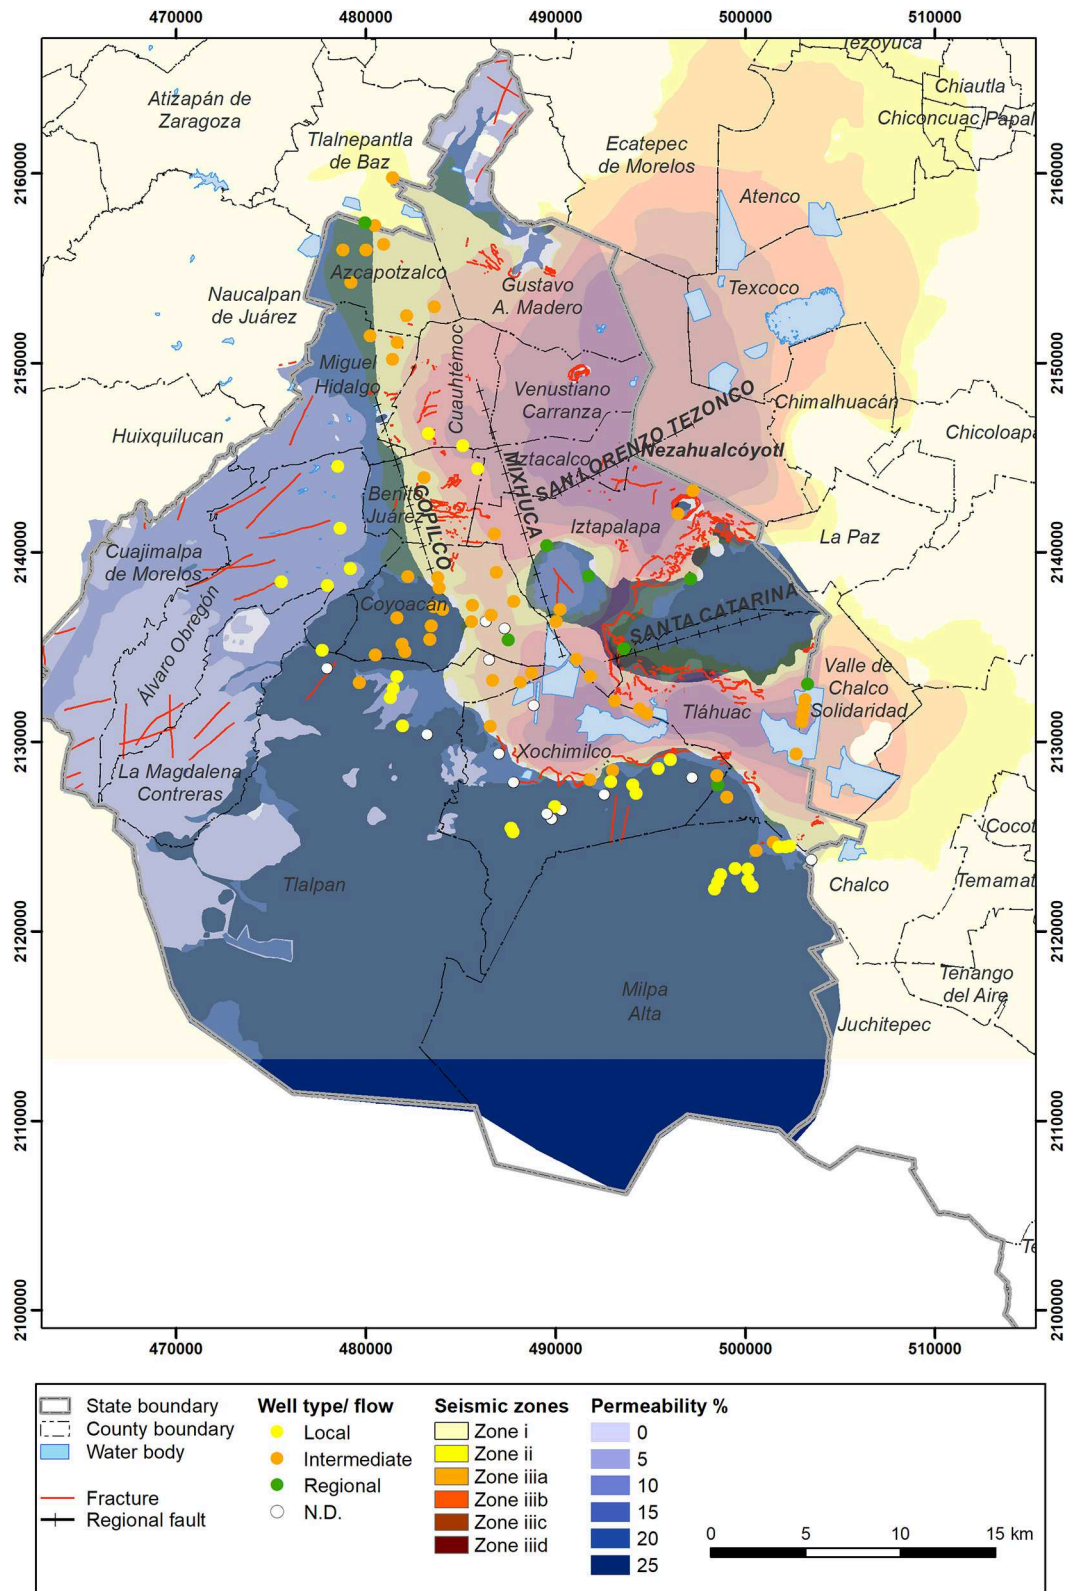 470000
480000
490000
500000
510000
Tezoyuca
Chiautla
Atizapán de
Zaragoza
Chiconcuac
Papal
Tlalnepantla
de Baz
Ecatepec
de Morelos
2160000
2160000
Atenco
Azcapotzalco
Gustavo
A. Madero
Texcoco
Naucalpan
de Juárez
2150000
2150000
Miguel
Hidalgo
Cuauhtémoc
Venustiano
Carranza
Chimalhuacán
Huixquilucan
Chicoloapa
Iztacalco
SAN LORENZO TEZONCO
Nezahualcóyotl
MIXHUCA
COPILCO
Benito
Juárez
Iztapalapa
La Paz
2140000
2140000
Cuajimalpa
de Morelos
Coyoacán
SANTA CATARINA
Álvaro Obregón
Valle de
Chalco
Solidaridad
Tláhuac
2130000
2130000
Xochimilco
La Magdalena
Contreras
Cocot
Tlalpan
Chalco
Temamat
2120000
2120000
Milpa
Alta
Tenango
del Aire
Juchitepec
2110000
2110000
Te
2100000
2100000
470000
480000
490000
500000
510000
State boundary
County boundary
Water body
Fracture
Regional fault
Well type/ flow
Local
Intermediate
Regional
N.D.
Seismic zones
Zone i
Zone ii
Zone iiia
Zone iiib
Zone iiic
Zone iiid
Permeability %
0
5
10
15
20
25
0 5 10 15 km